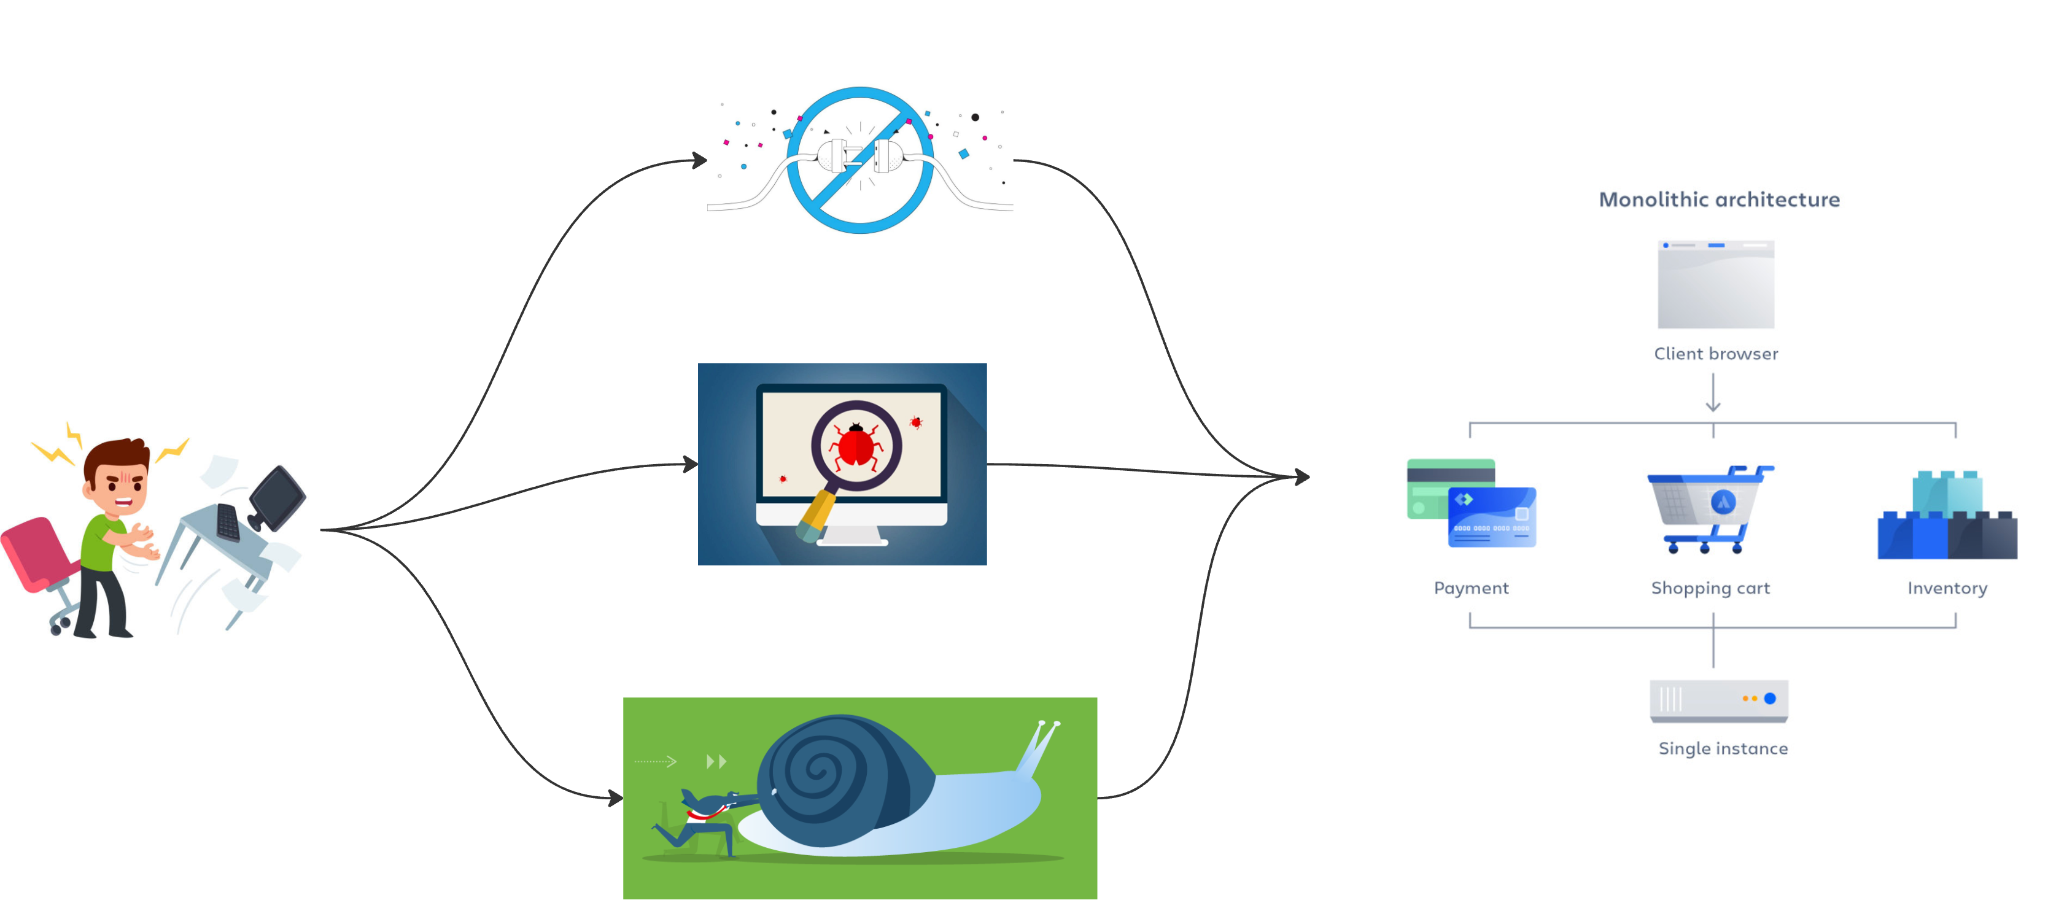 Monolithic architecture
Client browser
Payment
Shopping cart
Inventory
Single instance